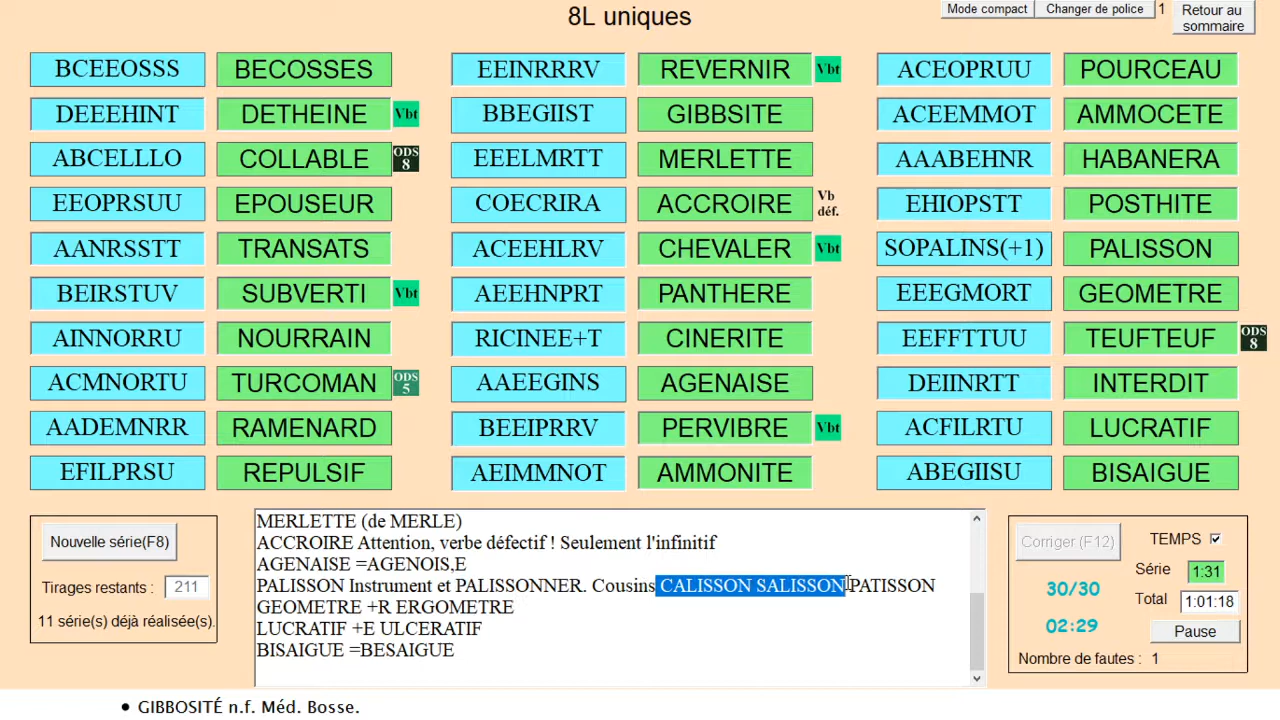 8L uniques
Mode compact
Changer de police
1
Retour au
sommaire
BCEEOSSS BECOSSES
DEEEHINT DETHEINE Vbt
ABCELLLO COLLABLE ODS 8
EEOPRSUU EPOUSEUR
AANRSSTT TRANSATS
BEIRSTUV SUBVERTI Vbt
AINNORRU NOURRAIN
ACMNORTU TURCOMAN ODS 5
AADEMNRR RAMENARD
EFILPRSU REPULSIF
EEINRRRV REVERNIR Vbt
BBEGIIST GIBBSITE
EEELMRTT MERLETTE
COECRIRA ACCROIRE Vb déf.
ACEEHLRV CHEVALER Vbt
AEEHNPRT PANTHERE
RICINEE+T CINERITE
AAEEGINS AGENAISE
BEEIPRRV PERVIBRE Vbt
AEIMMNOT AMMONITE
ACEOPRUU POURCEAU
ACEEMMOT AMMOCETE
AAABEHNR HABANERA
EHIOPSTT POSTHITE
SOPALINS(+1) PALISSON
EEEGMORT GEOMETRE
EEFFTTUU TEUFTEUF ODS 8
DEIINRTT INTERDIT
ACFILRTU LUCRATIF
ABEGIISU BISAIGUE
Nouvelle série(F8)
Tirages restants : 211
11 série(s) déjà réalisée(s).
MERLETTE (de MERLE)
ACCROIRE Attention, verbe défectif ! Seulement l'infinitif
AGENAISE =AGENOIS,E
PALISSON Instrument et PALISSONNER. Cousins CALISSON SALISSON PATISSON
GEOMETRE +R ERGOMETRE
LUCRATIF +E ULCERATIF
BISAIGUE =BESAIGUE
Corriger (F12)
TEMPS
Série 1:31
30/30
Total 1:01:18
02:29
Pause
Nombre de fautes : 1
• GIBBOSITÉ n.f. Méd. Bosse.